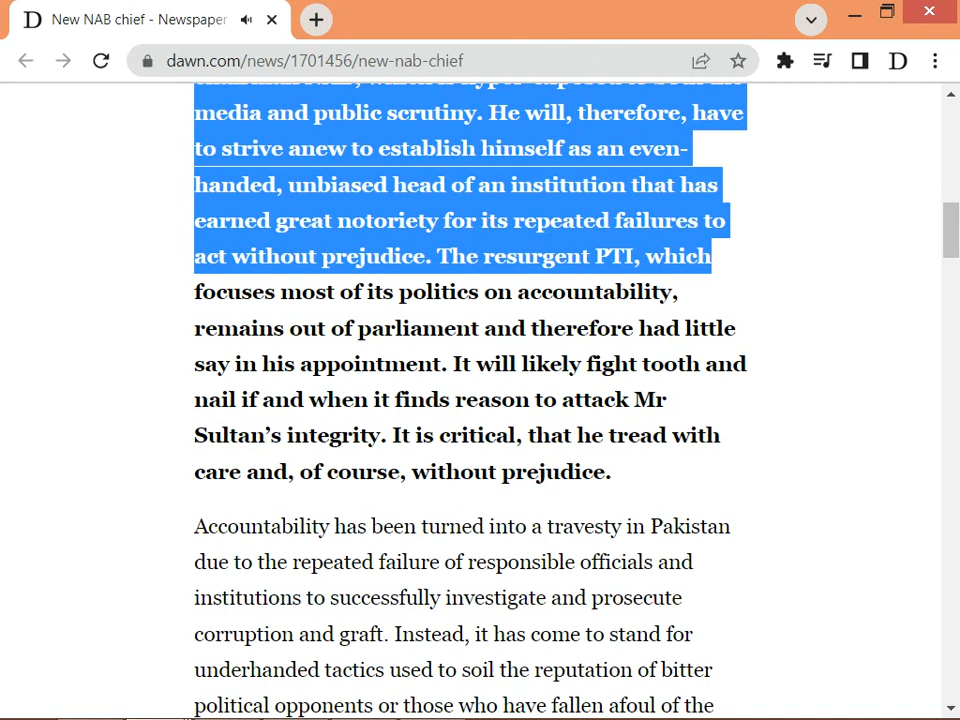 New NAB chief - Newspaper
dawn.com/news/1701456/new-nab-chief
media and public scrutiny. He will, therefore, have
to strive anew to establish himself as an even-
handed, unbiased head of an institution that has
earned great notoriety for its repeated failures to
act without prejudice. The resurgent PTI, which
focuses most of its politics on accountability,
remains out of parliament and therefore had little
say in his appointment. It will likely fight tooth and
nail if and when it finds reason to attack Mr
Sultan’s integrity. It is critical, that he tread with
care and, of course, without prejudice.
Accountability has been turned into a travesty in Pakistan
due to the repeated failure of responsible officials and
institutions to successfully investigate and prosecute
corruption and graft. Instead, it has come to stand for
underhanded tactics used to soil the reputation of bitter
political opponents or those who have fallen afoul of the